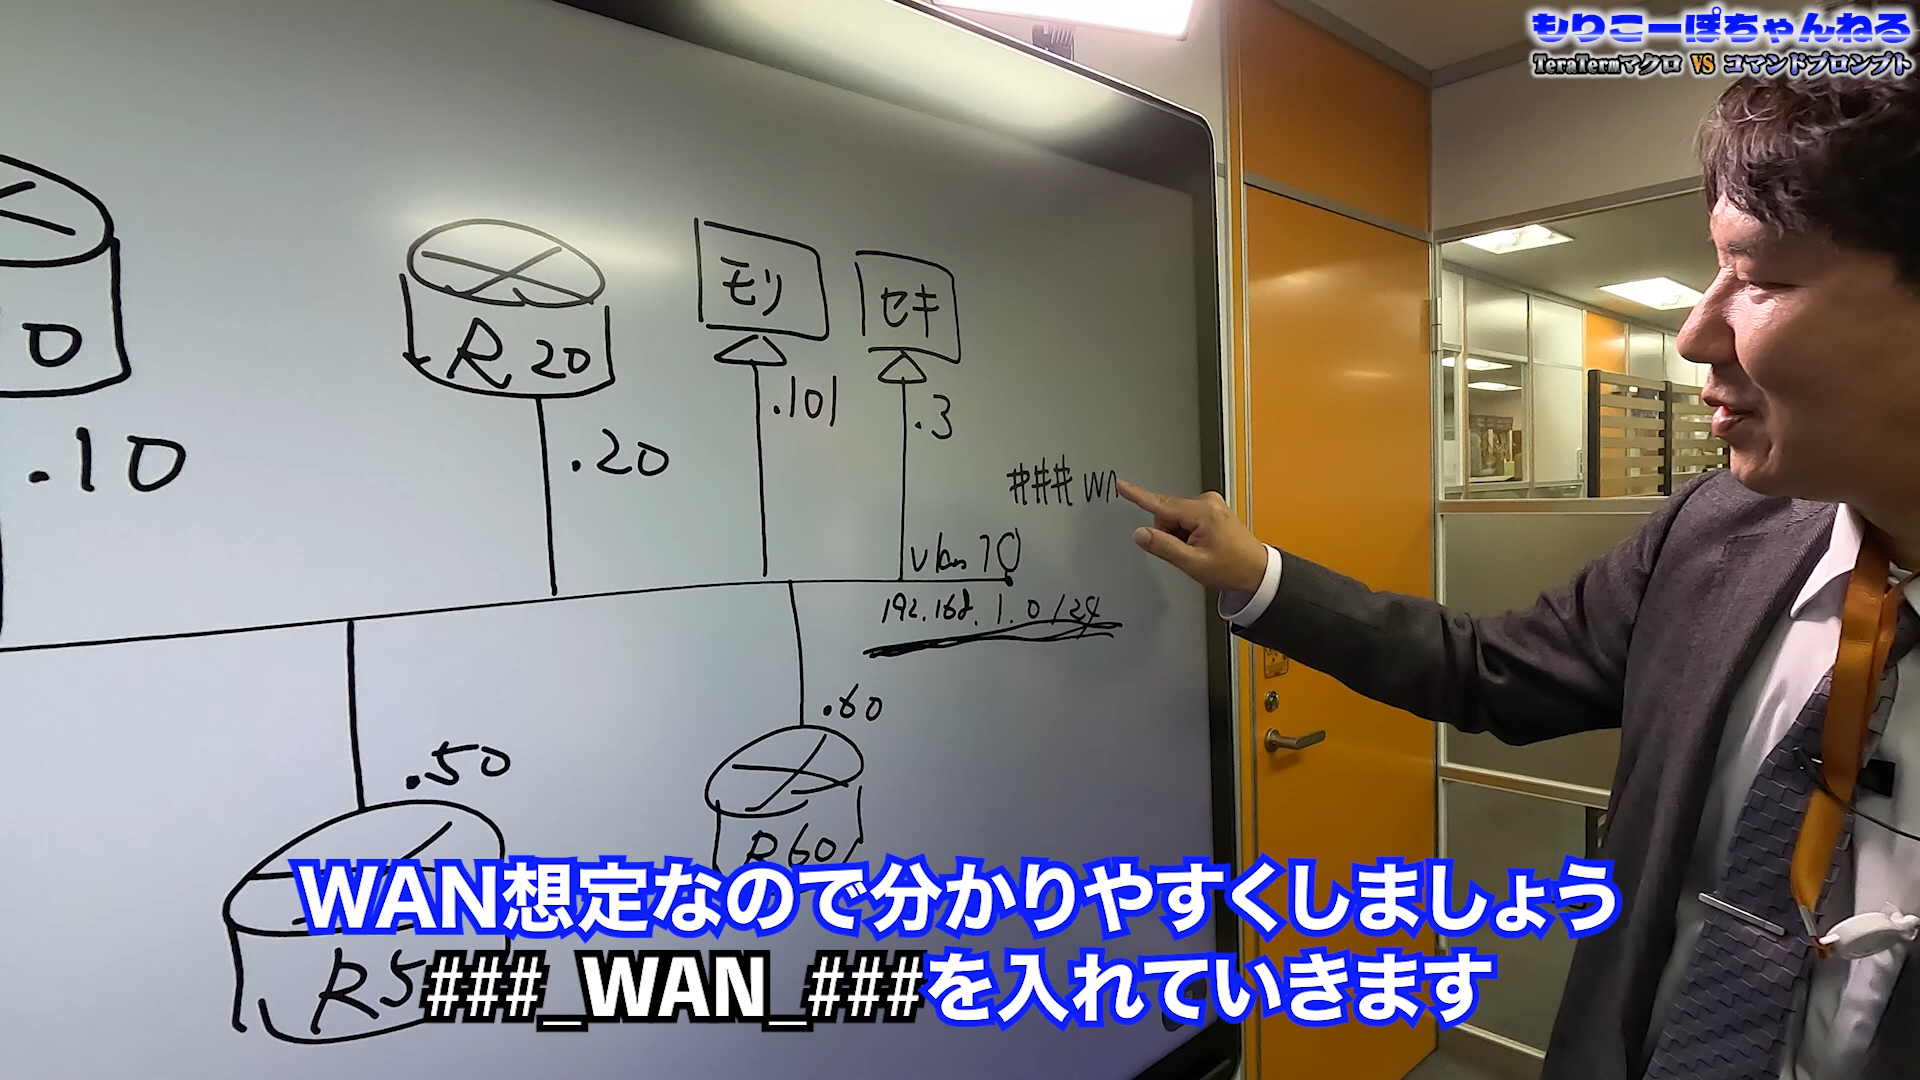 もりこーぽちゃんねる
TeraTermマクロ VS コマンドプロンプト
0
R20
モリ
セキ
.101
.3
.10
.20
###WA
vlan 10
192.168.1.0/24
.60
.50
R60
R5
WAN想定なので分かりやすくしましょう
###_WAN_###を入れていきます